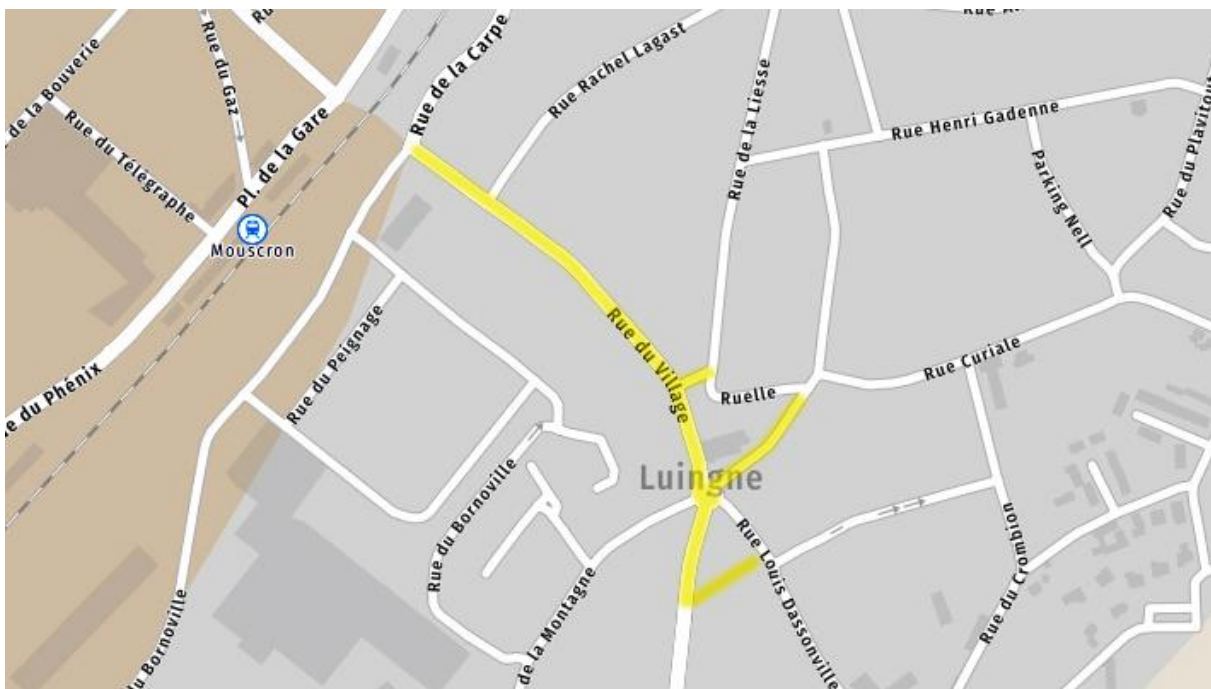 de la Bouverie
Rue du Gaz
Rue de la Carpe
Rue Rachel Lagast
Rue de la Liesse
Rue Henri Gadenne
Rue du Plavitout
Rue du Télégraphe
Pl. de la Gare
Parking Nell
Mouscron
Rue du Peignage
Rue du Village
Rue Curiale
Ruelle
du Phénix
Luingne
Rue du Bornoville
Rue Louis Dassonville
Rue du Crombion
de la Montagne
du Bornoville